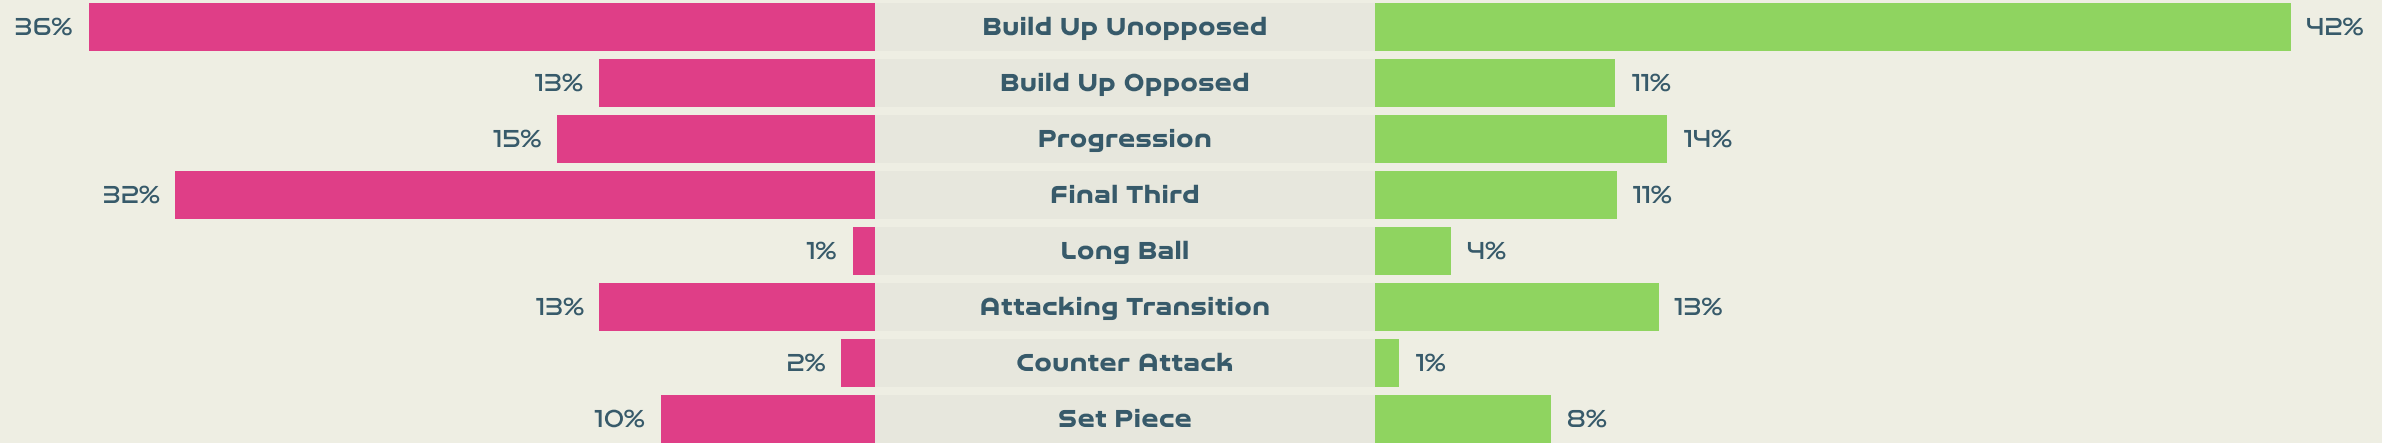 36% Build Up Unopposed 42%
13% Build Up Opposed 11%
15% Progression 14%
32% Final Third 11%
1% Long Ball 4%
13% Attacking Transition 13%
2% Counter Attack 1%
10% Set Piece 8%